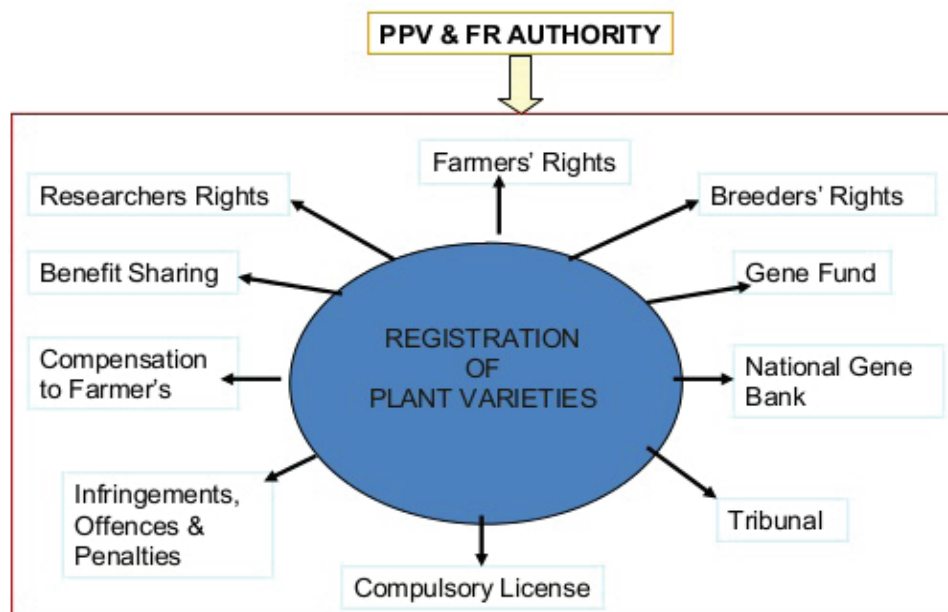 PPV & FR AUTHORITY
Farmers' Rights
Researchers Rights
Breeders' Rights
Benefit Sharing
Gene Fund
REGISTRATION
OF
PLANT VARIETIES
Compensation
to Farmer's
National Gene
Bank
Infringements,
Offences &
Penalties
Tribunal
Compulsory License